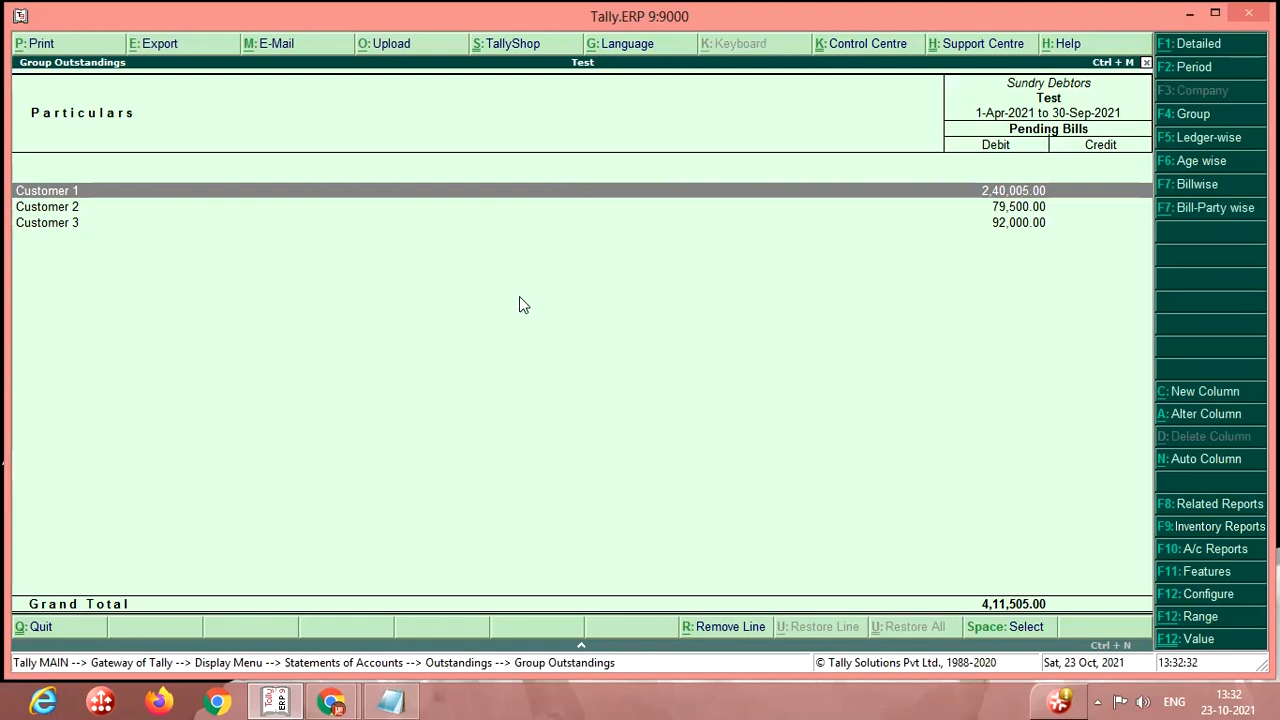 Tally.ERP 9:9000
P: Print E: Export M: E-Mail O: Upload S: TallyShop G: Language K: Keyboard K: Control Centre H: Support Centre H: Help
Group Outstandings Test Ctrl + M
Particulars
Sundry Debtors
Test
1-Apr-2021 to 30-Sep-2021
Pending Bills
Debit Credit
Customer 1 2,40,005.00
Customer 2 79,500.00
Customer 3 92,000.00
Grand Total 4,11,505.00
Q: Quit R: Remove Line U: Restore Line U: Restore All Space: Select
Ctrl + N
Tally MAIN --> Gateway of Tally --> Display Menu --> Statements of Accounts --> Outstandings --> Group Outstandings © Tally Solutions Pvt Ltd., 1988-2020 Sat, 23 Oct, 2021 13:32:32
F1: Detailed
F2: Period
F3: Company
F4: Group
F5: Ledger-wise
F6: Age wise
F7: Billwise
F7: Bill-Party wise
C: New Column
A: Alter Column
D: Delete Column
N: Auto Column
F8: Related Reports
F9: Inventory Reports
F10: A/c Reports
F11: Features
F12: Configure
F12: Range
F12: Value
Tally
ERP 9
ENG
13:32
23-10-2021